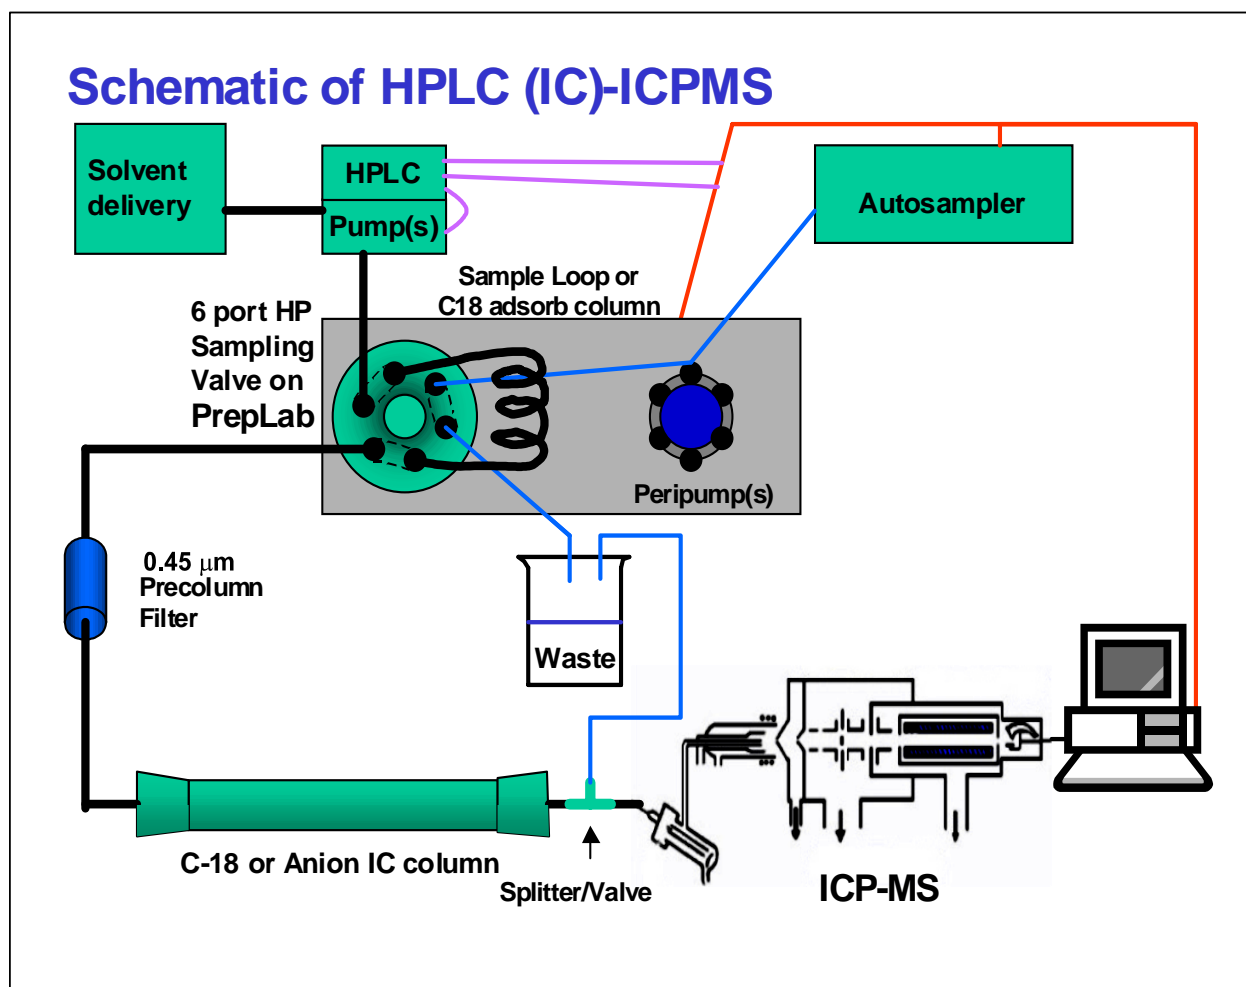 Schematic of HPLC (IC)-ICPMS
Solvent
delivery
HPLC
Pump(s)
Autosampler
Sample Loop or
C18 adsorb column
6 port HP
Sampling
Valve on
PrepLab
Peripump(s)
0.45 μm
Precolumn
Filter
Waste
C-18 or Anion IC column
Splitter/Valve
ICP-MS